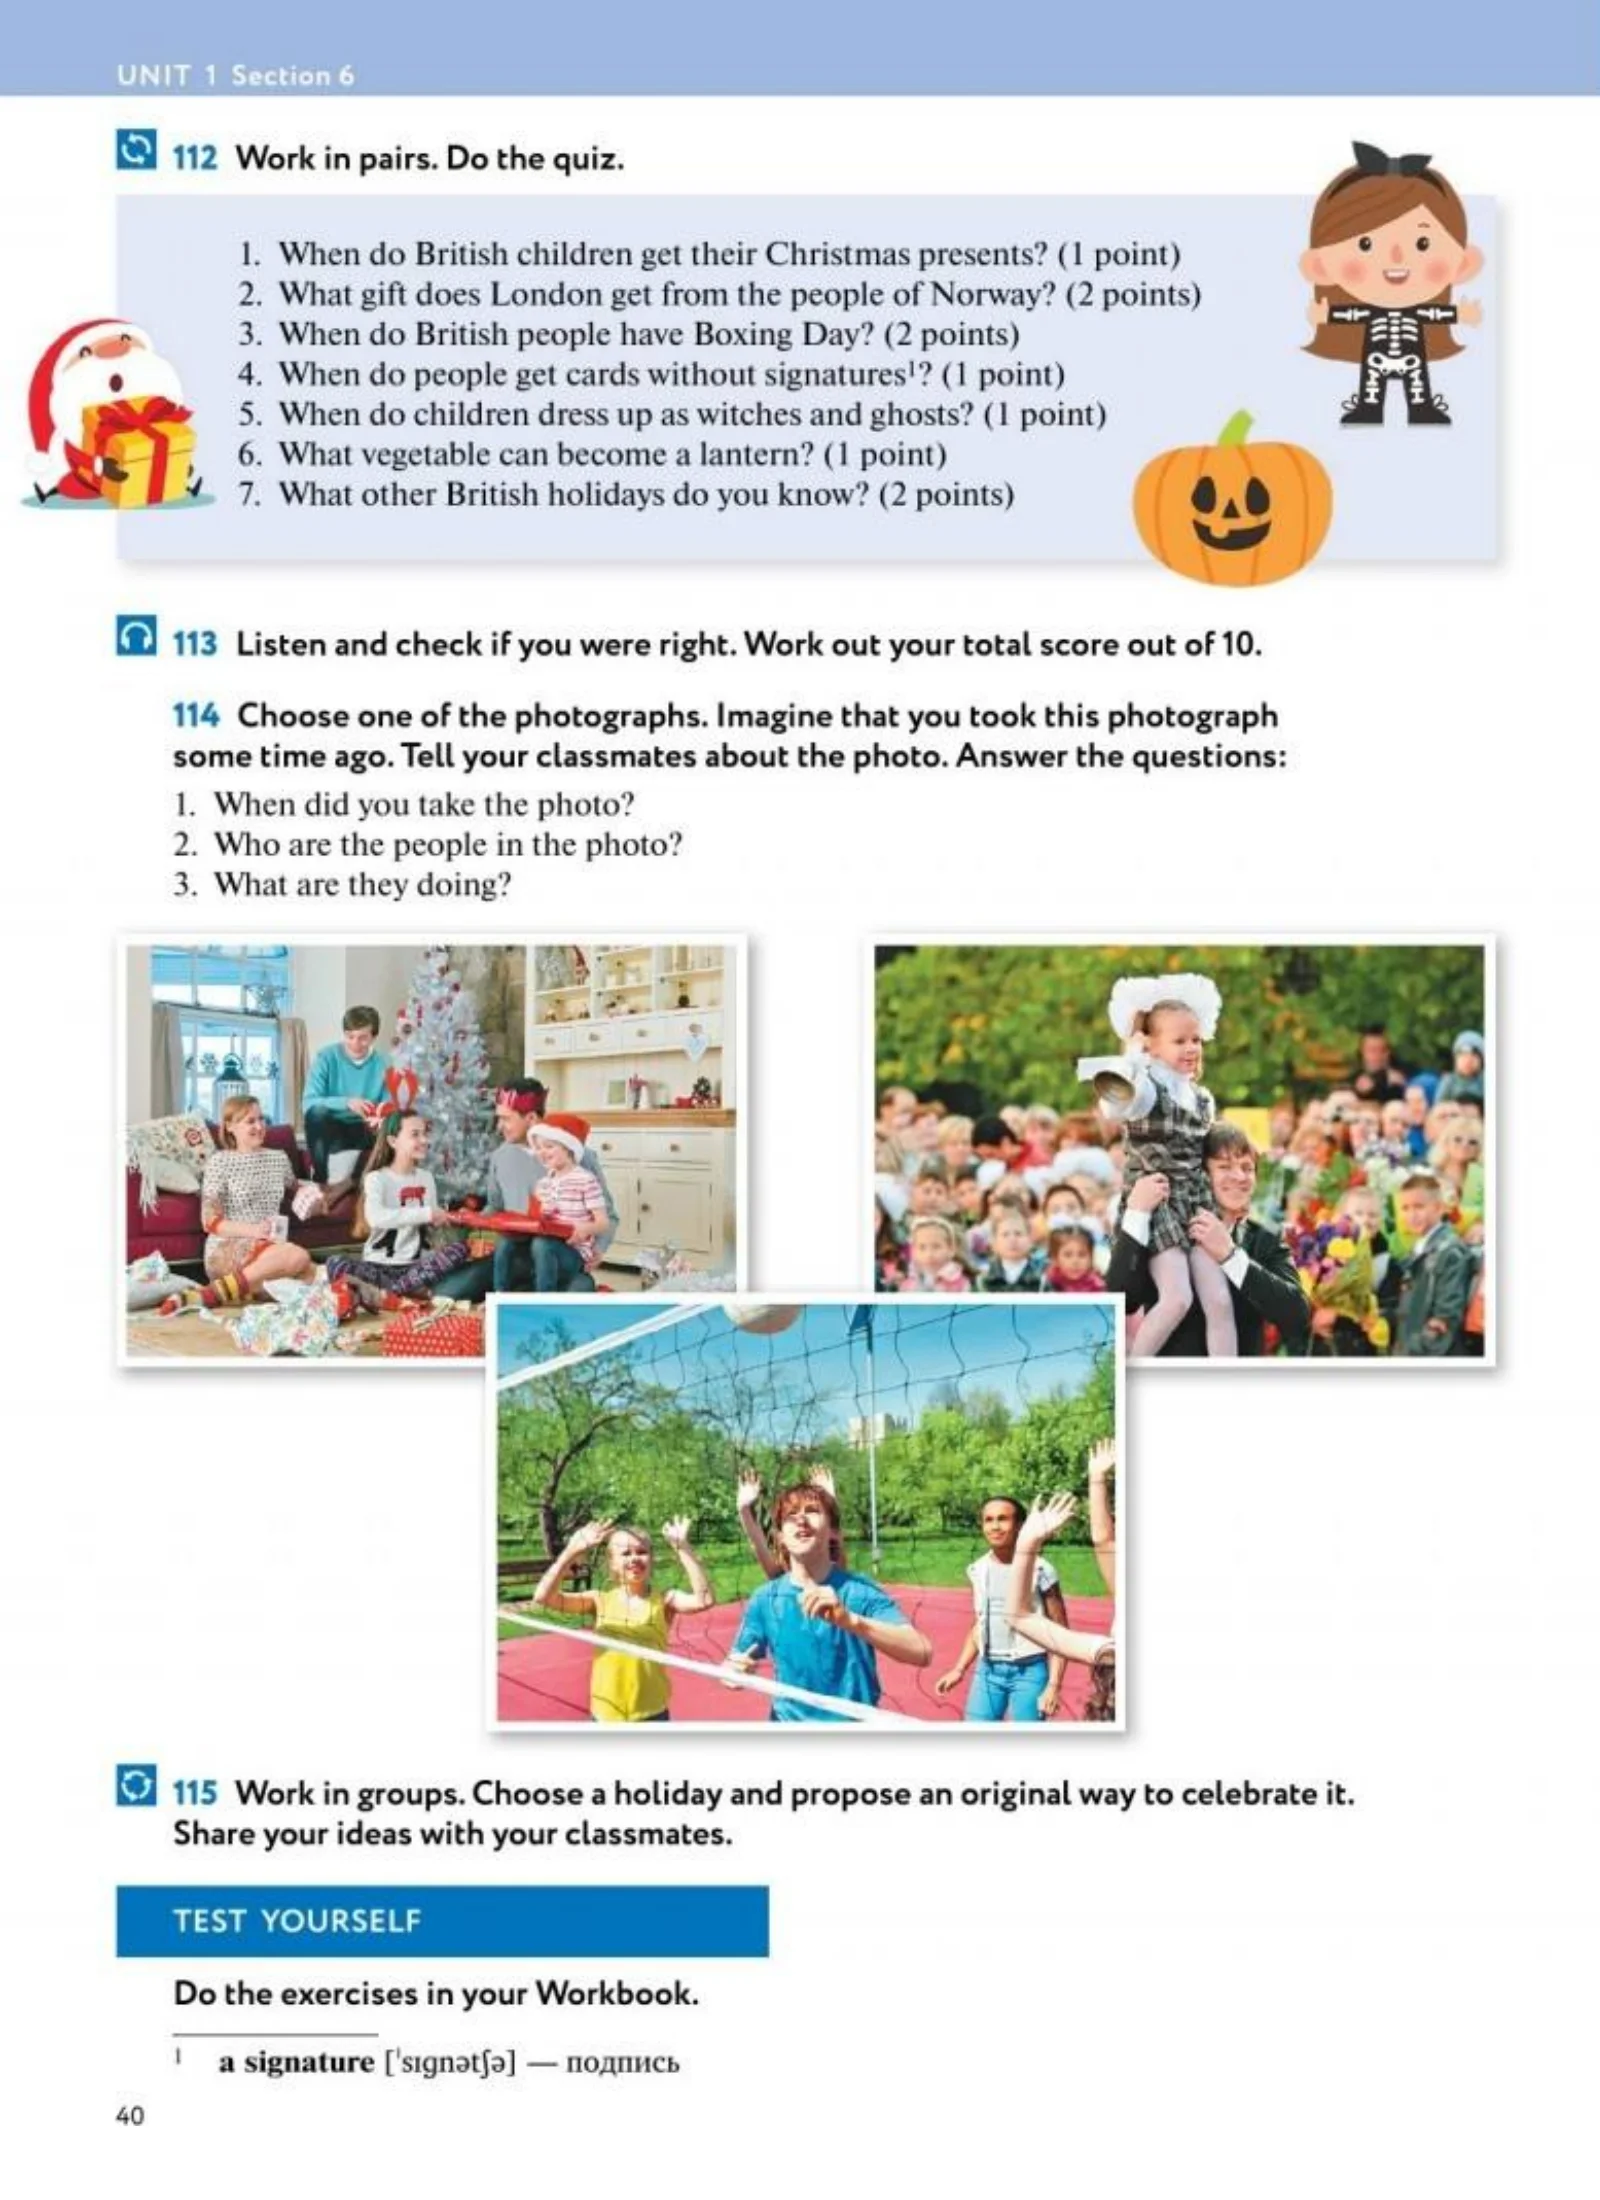 UNIT 1 Section 6
112 Work in pairs. Do the quiz.
1. When do British children get their Christmas presents? (1 point)
2. What gift does London get from the people of Norway? (2 points)
3. When do British people have Boxing Day? (2 points)
4. When do people get cards without signatures¹? (1 point)
5. When do children dress up as witches and ghosts? (1 point)
6. What vegetable can become a lantern? (1 point)
7. What other British holidays do you know? (2 points)
113 Listen and check if you were right. Work out your total score out of 10.
114 Choose one of the photographs. Imagine that you took this photograph
some time ago. Tell your classmates about the photo. Answer the questions:
1. When did you take the photo?
2. Who are the people in the photo?
3. What are they doing?
115 Work in groups. Choose a holiday and propose an original way to celebrate it.
Share your ideas with your classmates.
TEST YOURSELF
Do the exercises in your Workbook.
1 a signature [ˈsɪgnətʃə] — подпись
40